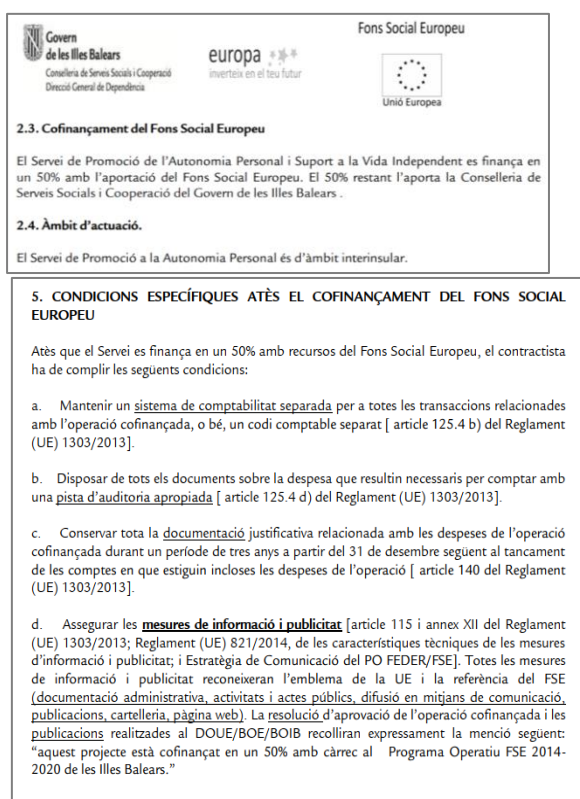 Govern
de les Illes Balears
Conselleria de Serveis Socials i Cooperació
Direcció General de Dependència
europa
inverteix en el teu futur
Fons Social Europeu
Unió Europea
2.3. Cofinançament del Fons Social Europeu
El Servei de Promoció de l'Autonomia Personal i Suport a la Vida Independent es finança en
un 50% amb l'aportació del Fons Social Europeu. El 50% restant l'aporta la Conselleria de
Serveis Socials i Cooperació del Govern de les Illes Balears .
2.4. Àmbit d'actuació.
El Servei de Promoció a la Autonomia Personal és d'àmbit interinsular.
5. CONDICIONS ESPECÍFIQUES ATÈS EL COFINANÇAMENT DEL FONS SOCIAL
EUROPEU
Atès que el Servei es finança en un 50% amb recursos del Fons Social Europeu, el contractista
ha de complir les següents condicions:
a. Mantenir un sistema de comptabilitat separada per a totes les transaccions relacionades
amb l'operació cofinançada, o bé, un codi comptable separat [ article 125.4 b) del Reglament
(UE) 1303/2013].
b. Disposar de tots els documents sobre la despesa que resultin necessaris per comptar amb
una pista d'auditoria apropiada [ article 125.4 d) del Reglament (UE) 1303/2013].
c. Conservar tota la documentació justificativa relacionada amb les despeses de l'operació
cofinançada durant un període de tres anys a partir del 31 de desembre següent al tancament
de les comptes en que estiguin incloses les despeses de l'operació [ article 140 del Reglament
(UE) 1303/2013].
d. Assegurar les mesures de informació i publicitat [article 115 i annex XII del Reglament
(UE) 1303/2013; Reglament (UE) 821/2014, de les característiques tècniques de les mesures
d'informació i publicitat; i Estratègia de Comunicació del PO FEDER/FSE]. Totes les mesures
de informació i publicitat reconeixeran l'emblema de la UE i la referència del FSE
(documentació administrativa, activitats i actes públics, difusió en mitjans de comunicació,
publicacions, cartelleria, pàgina web). La resolució d'aprovació de l'operació cofinançada i les
publicacions realitzades al DOUE/BOE/BOIB recolliran expressament la menció següent:
"aquest projecte està cofinançat en un 50% amb càrrec al Programa Operatiu FSE 2014-
2020 de les Illes Balears."